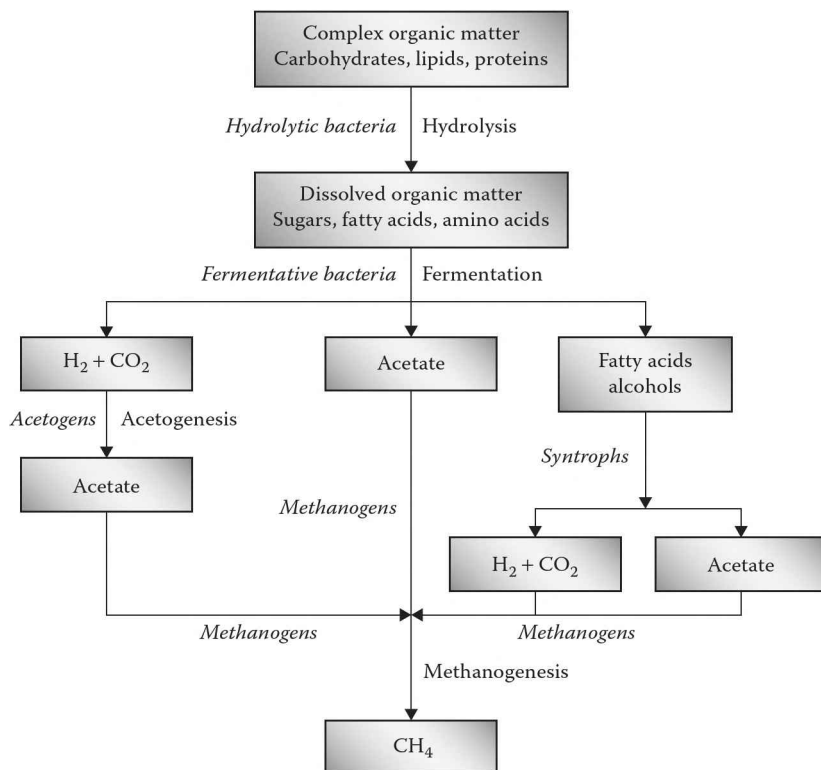 Complex organic matter
Carbohydrates, lipids, proteins
Hydrolytic bacteria Hydrolysis
Dissolved organic matter
Sugars, fatty acids, amino acids
Fermentative bacteria Fermentation
H₂ + CO₂
Acetate
Fatty acids
alcohols
Acetogens Acetogenesis
Acetate
Methanogens
Syntrophs
H₂ + CO₂
Acetate
Methanogens
Methanogens
Methanogenesis
CH₄